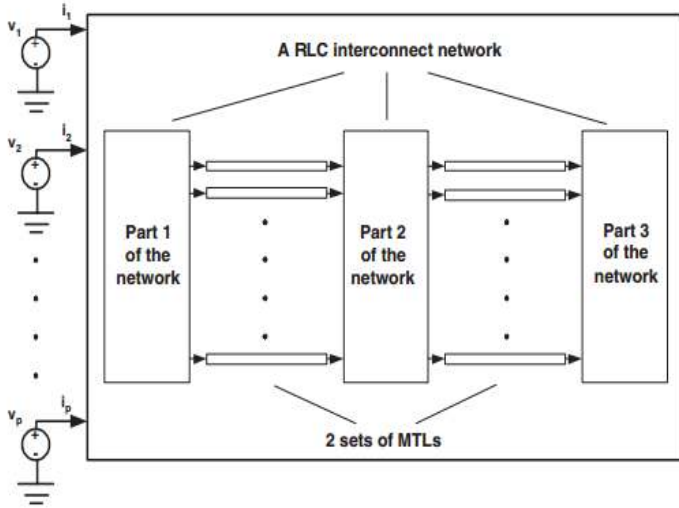 i1
v1
+
-
A RLC interconnect network
i2
v2
+
-
Part 1
of the
network
Part 2
of the
network
Part 3
of the
network
ip
vp
+
-
2 sets of MTLs